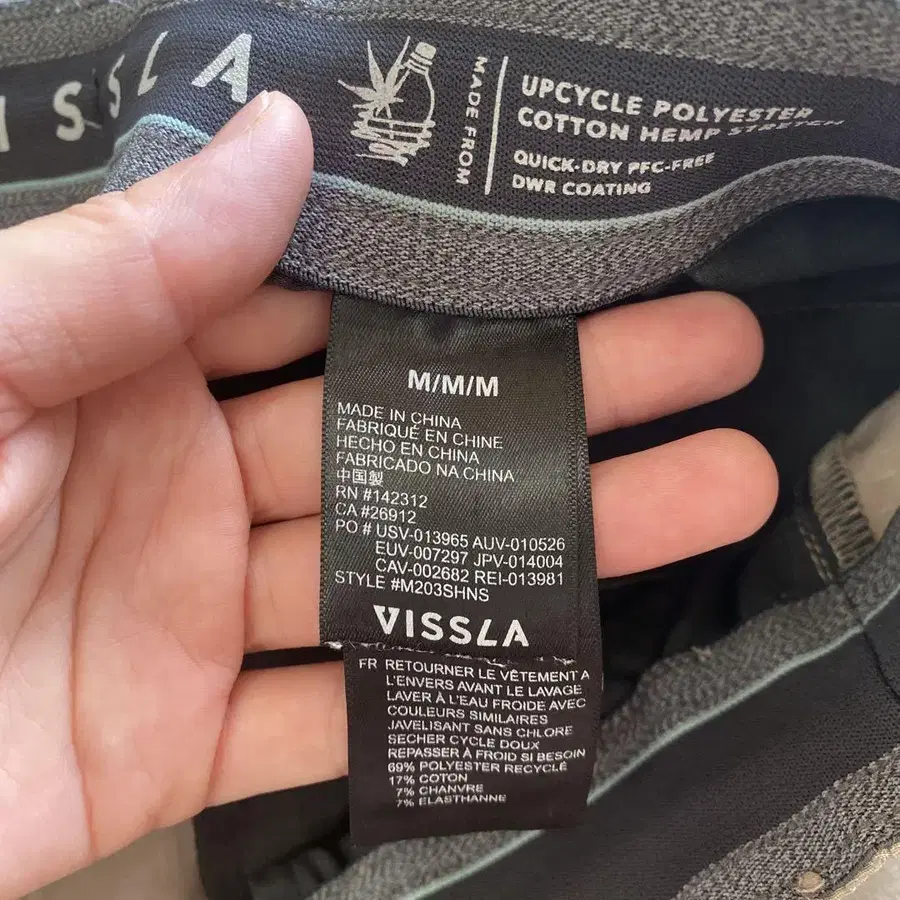 ISSLA
MADE FROM
UPCYCLE POLYESTER
COTTON HEMP STRETCH
QUICK-DRY PFC-FREE
DWR COATING
M/M/M
MADE IN CHINA
FABRIQUÉ EN CHINE
HECHO EN CHINA
FABRICADO NA CHINA
中国製
RN #142312
CA #26912
PO # USV-013965 AUV-010526
EUV-007297 JPV-014004
CAV-002682 REI-013981
STYLE #M203SHNS
VISSLA
FR RETOURNER LE VÊTEMENT A
L'ENVERS AVANT LE LAVAGE
LAVER À L'EAU FROIDE AVEC
COULEURS SIMILAIRES
JAVELISANT SANS CHLORE
SECHER CYCLE DOUX
REPASSER À FROID SI BESOIN
69% POLYESTER RECYCLÉ
17% COTON
7% CHANVRE
7% ÉLASTHANNE